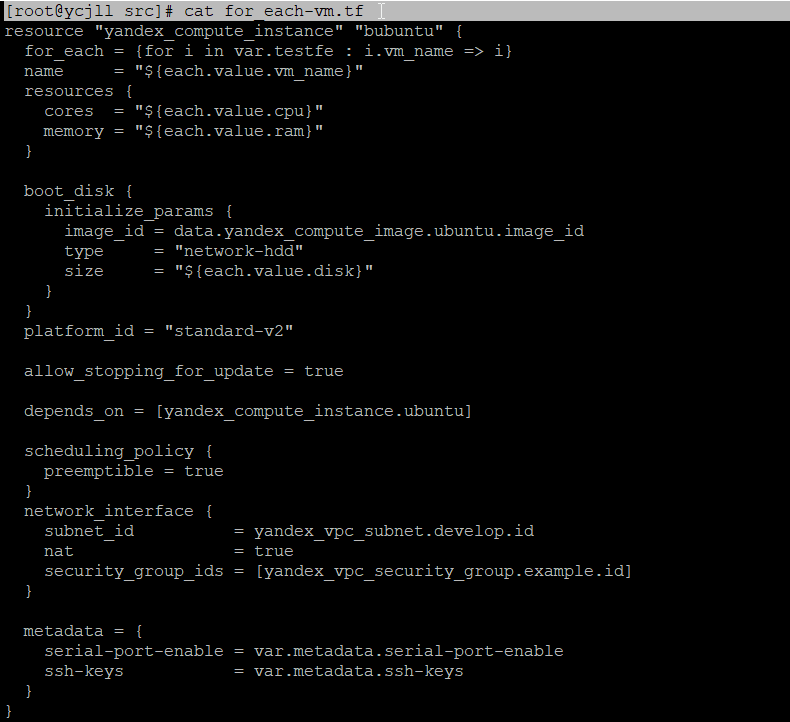 [root@ycjll src]# cat for_each-vm.tf
resource "yandex_compute_instance" "bubuntu" {
  for_each = {for i in var.testfe : i.vm_name => i}
  name     = "${each.value.vm_name}"
  resources {
    cores  = "${each.value.cpu}"
    memory = "${each.value.ram}"
  }

  boot_disk {
    initialize_params {
      image_id = data.yandex_compute_image.ubuntu.image_id
      type     = "network-hdd"
      size     = "${each.value.disk}"
    }
  }
  platform_id = "standard-v2"

  allow_stopping_for_update = true

  depends_on = [yandex_compute_instance.ubuntu]

  scheduling_policy {
    preemptible = true
  }
  network_interface {
    subnet_id          = yandex_vpc_subnet.develop.id
    nat                = true
    security_group_ids = [yandex_vpc_security_group.example.id]
  }

  metadata = {
    serial-port-enable = var.metadata.serial-port-enable
    ssh-keys           = var.metadata.ssh-keys
  }
}